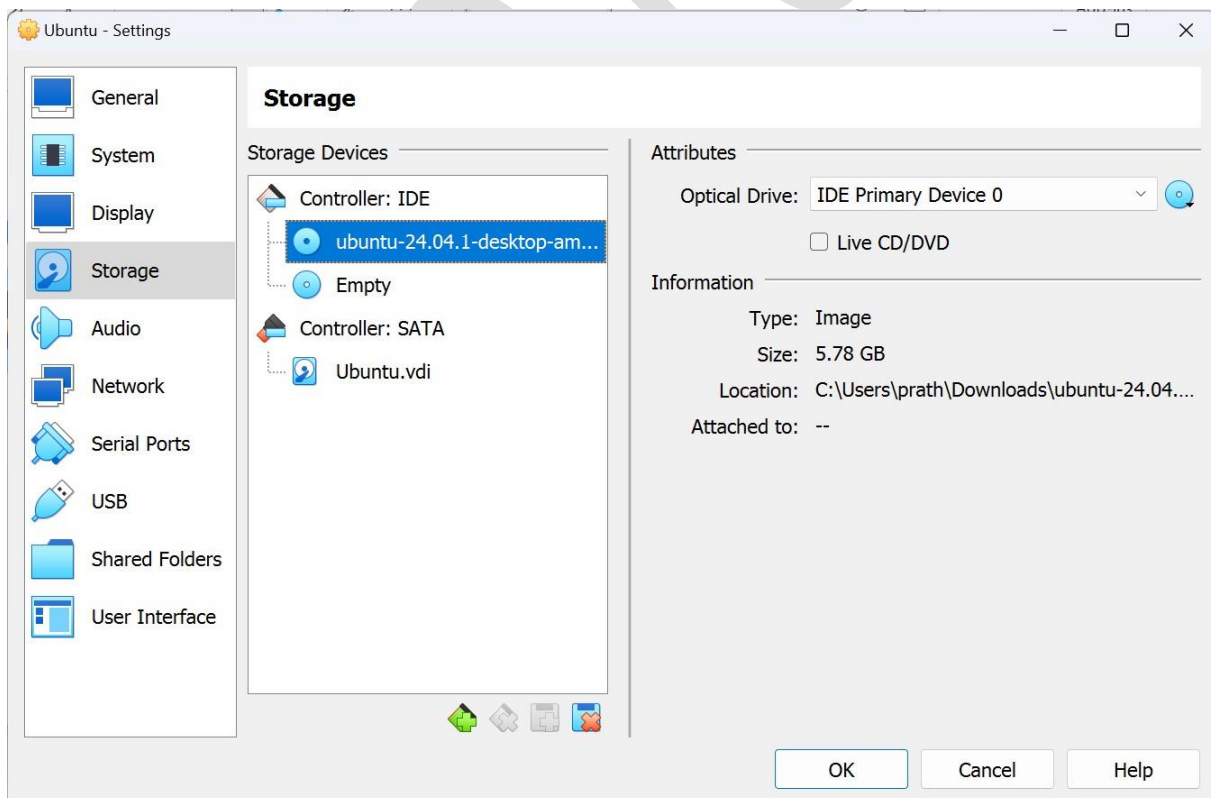 Ubuntu - Settings
General
System
Display
Storage
Audio
Network
Serial Ports
USB
Shared Folders
User Interface
Storage
Storage Devices
Controller: IDE
ubuntu-24.04.1-desktop-am...
Empty
Controller: SATA
Ubuntu.vdi
Attributes
Optical Drive: IDE Primary Device 0
Live CD/DVD
Information
Type: Image
Size: 5.78 GB
Location: C:\Users\prath\Downloads\ubuntu-24.04....
Attached to: --
OK Cancel Help